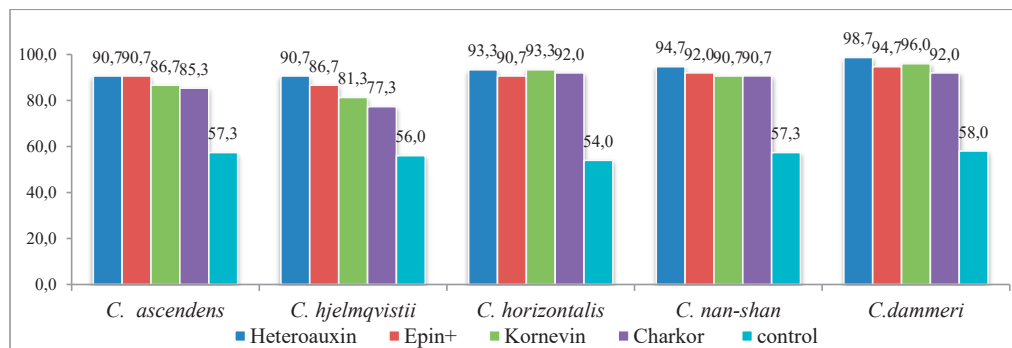 90,7 90,7 86,7 85,3 57,3 90,7 86,7 81,3 77,3 56,0 93,3 90,7 93,3 92,0 54,0 94,7 92,0 90,7 90,7 57,3 98,7 94,7 96,0 92,0 58,0
100,0
80,0
60,0
40,0
20,0
0,0
C. ascendens C. hjelmqvistii C. horizontalis C. nan-shan C.dammeri
Heteroauxin Epin+ Kornevin Charkor control